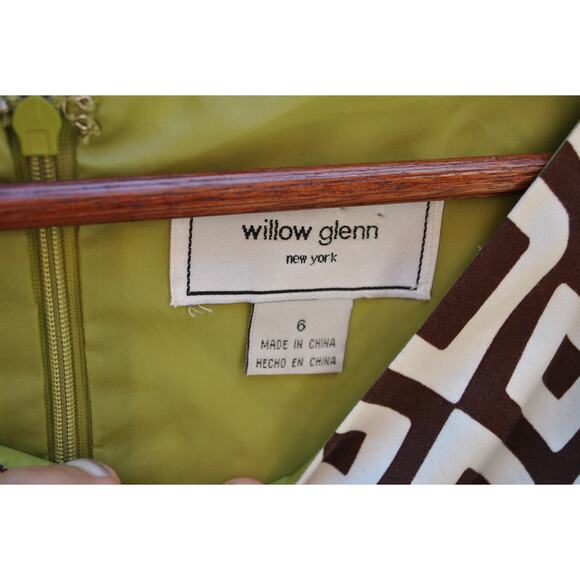 willow glenn
new york
6
MADE IN CHINA
HECHO EN CHINA